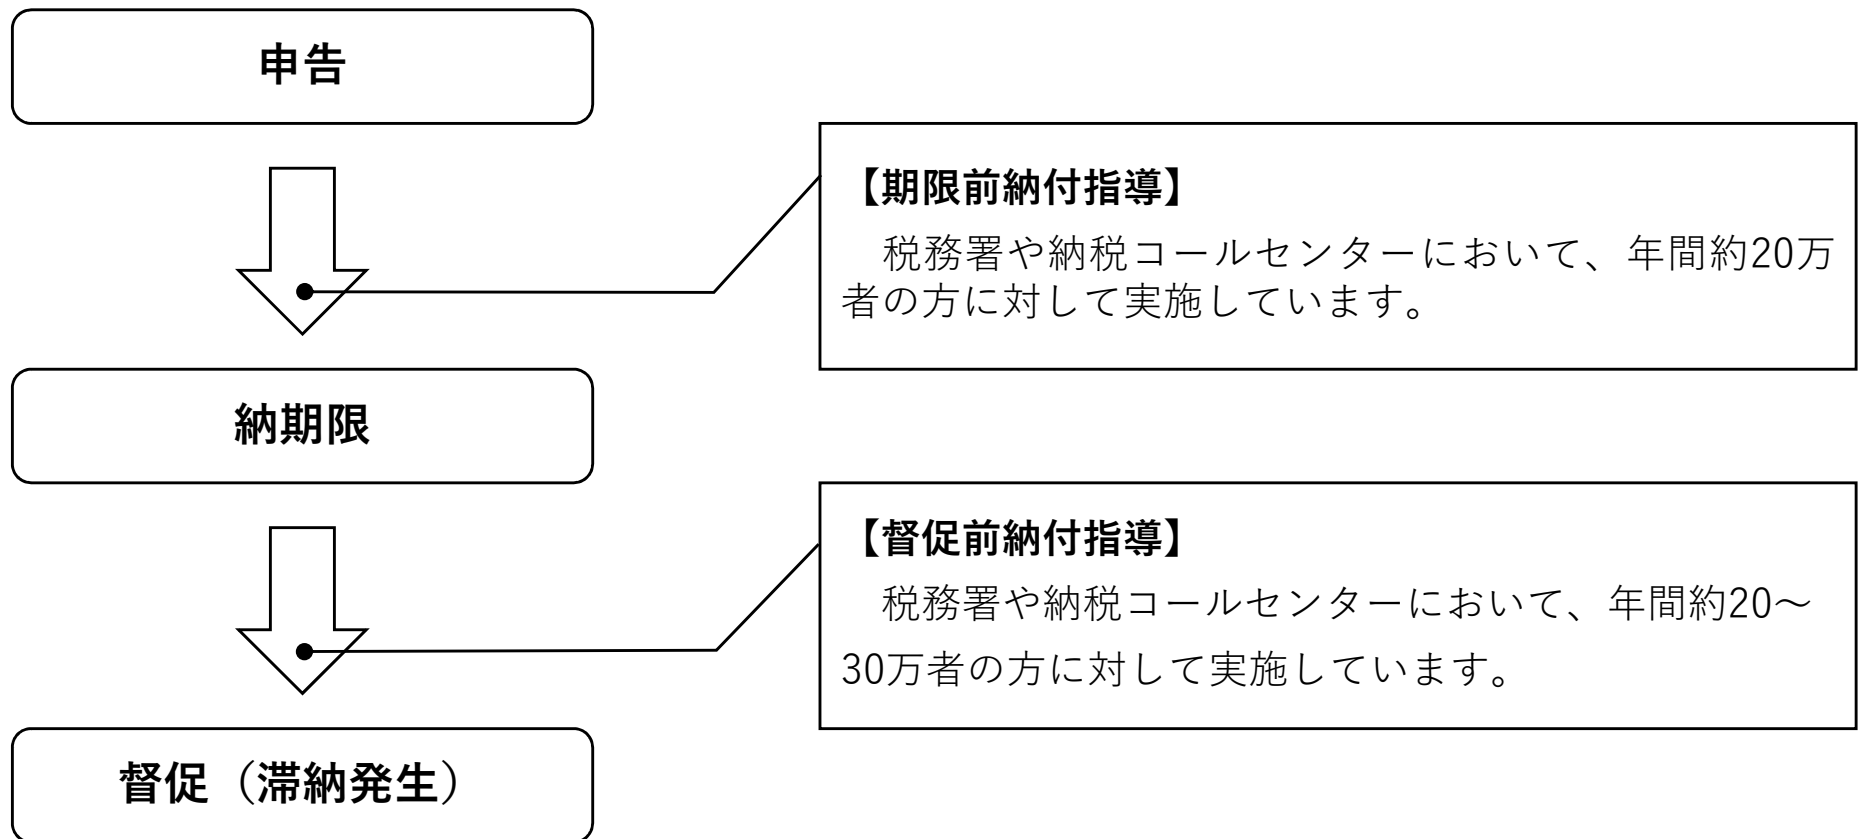 申告
【期限前納付指導】
税務署や納税コールセンターにおいて、年間約20万
者の方に対して実施しています。
納期限
【督促前納付指導】
税務署や納税コールセンターにおいて、年間約20～
30万者の方に対して実施しています。
督促（滞納発生）